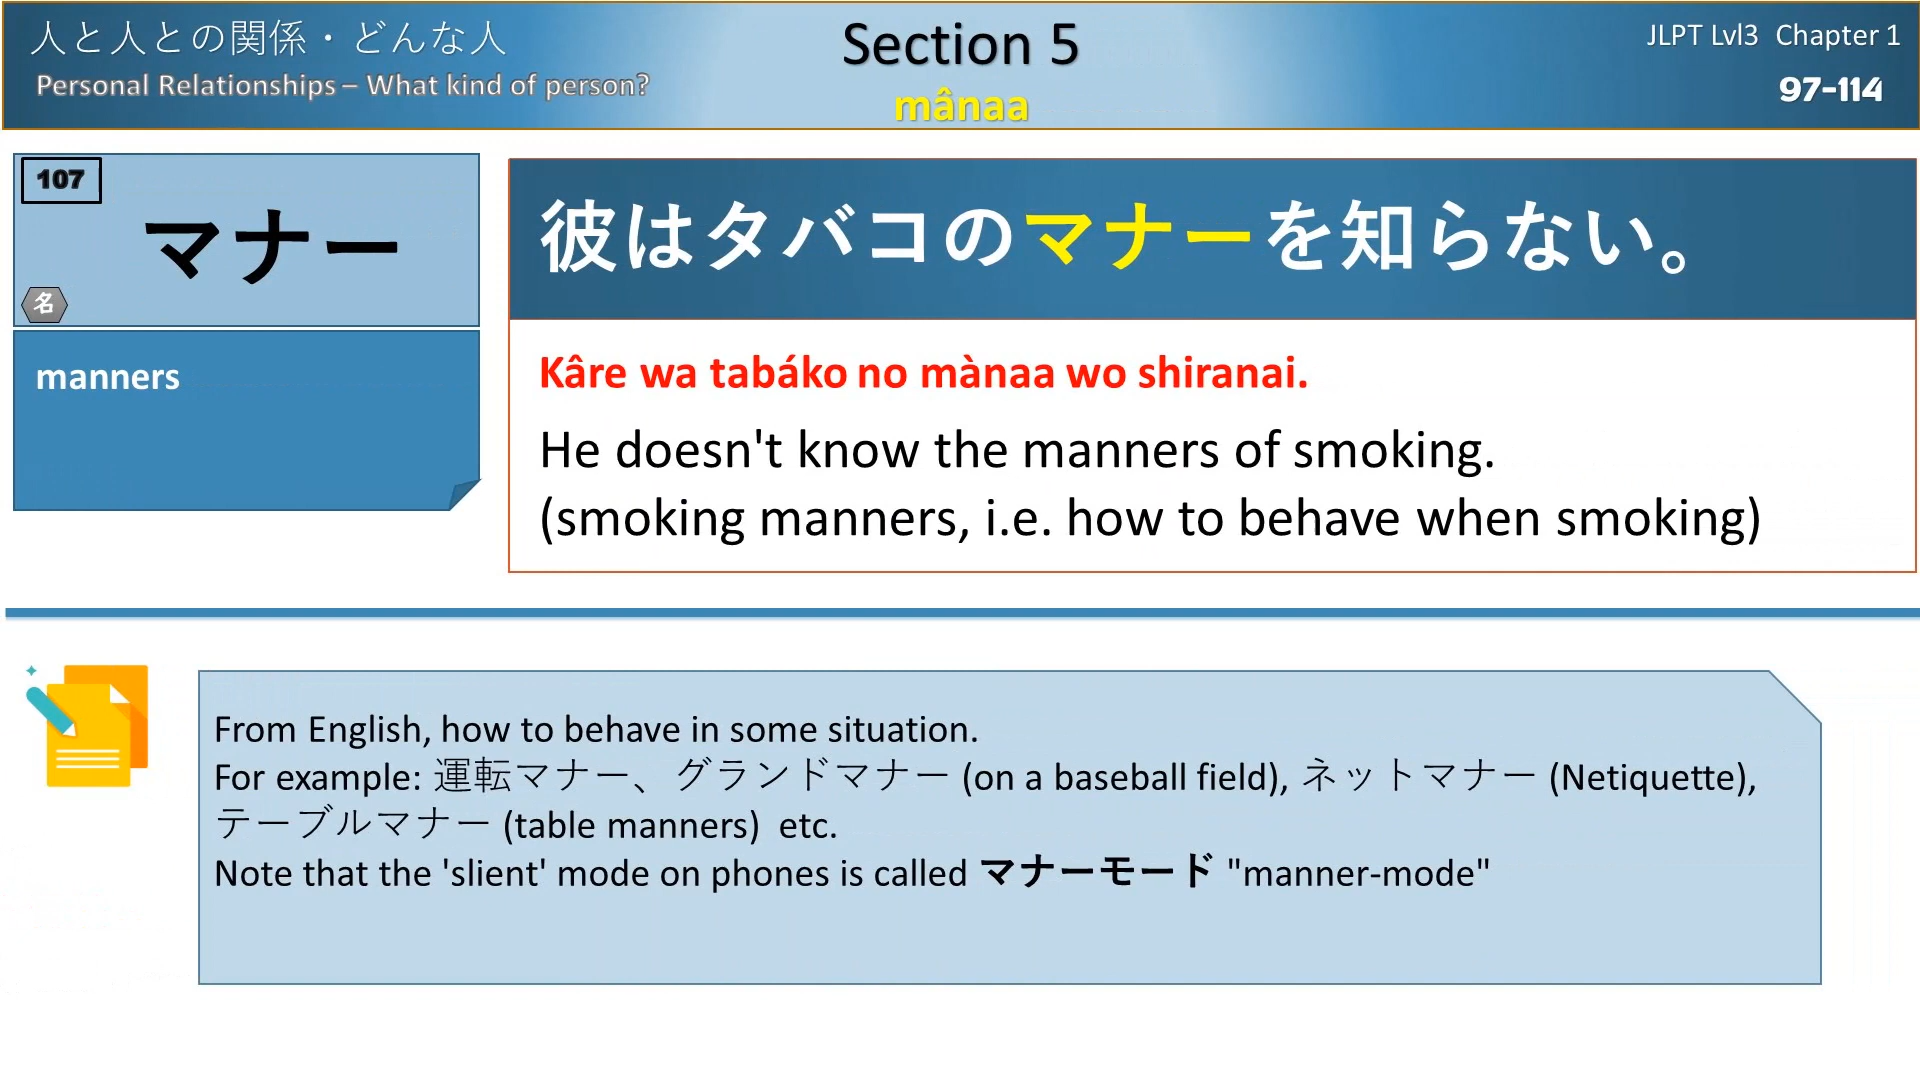 人と人との関係・どんな人
Personal Relationships – What kind of person?
Section 5
mânaa
JLPT Lvl3 Chapter 1
97-114
107
マナー
名
manners
彼はタバコのマナーを知らない。
Kâre wa tabáko no mànaa wo shiranai.
He doesn't know the manners of smoking.
(smoking manners, i.e. how to behave when smoking)
From English, how to behave in some situation.
For example: 運転マナー、グランドマナー (on a baseball field), ネットマナー (Netiquette),
テーブルマナー (table manners) etc.
Note that the 'slient' mode on phones is called マナーモード "manner-mode"